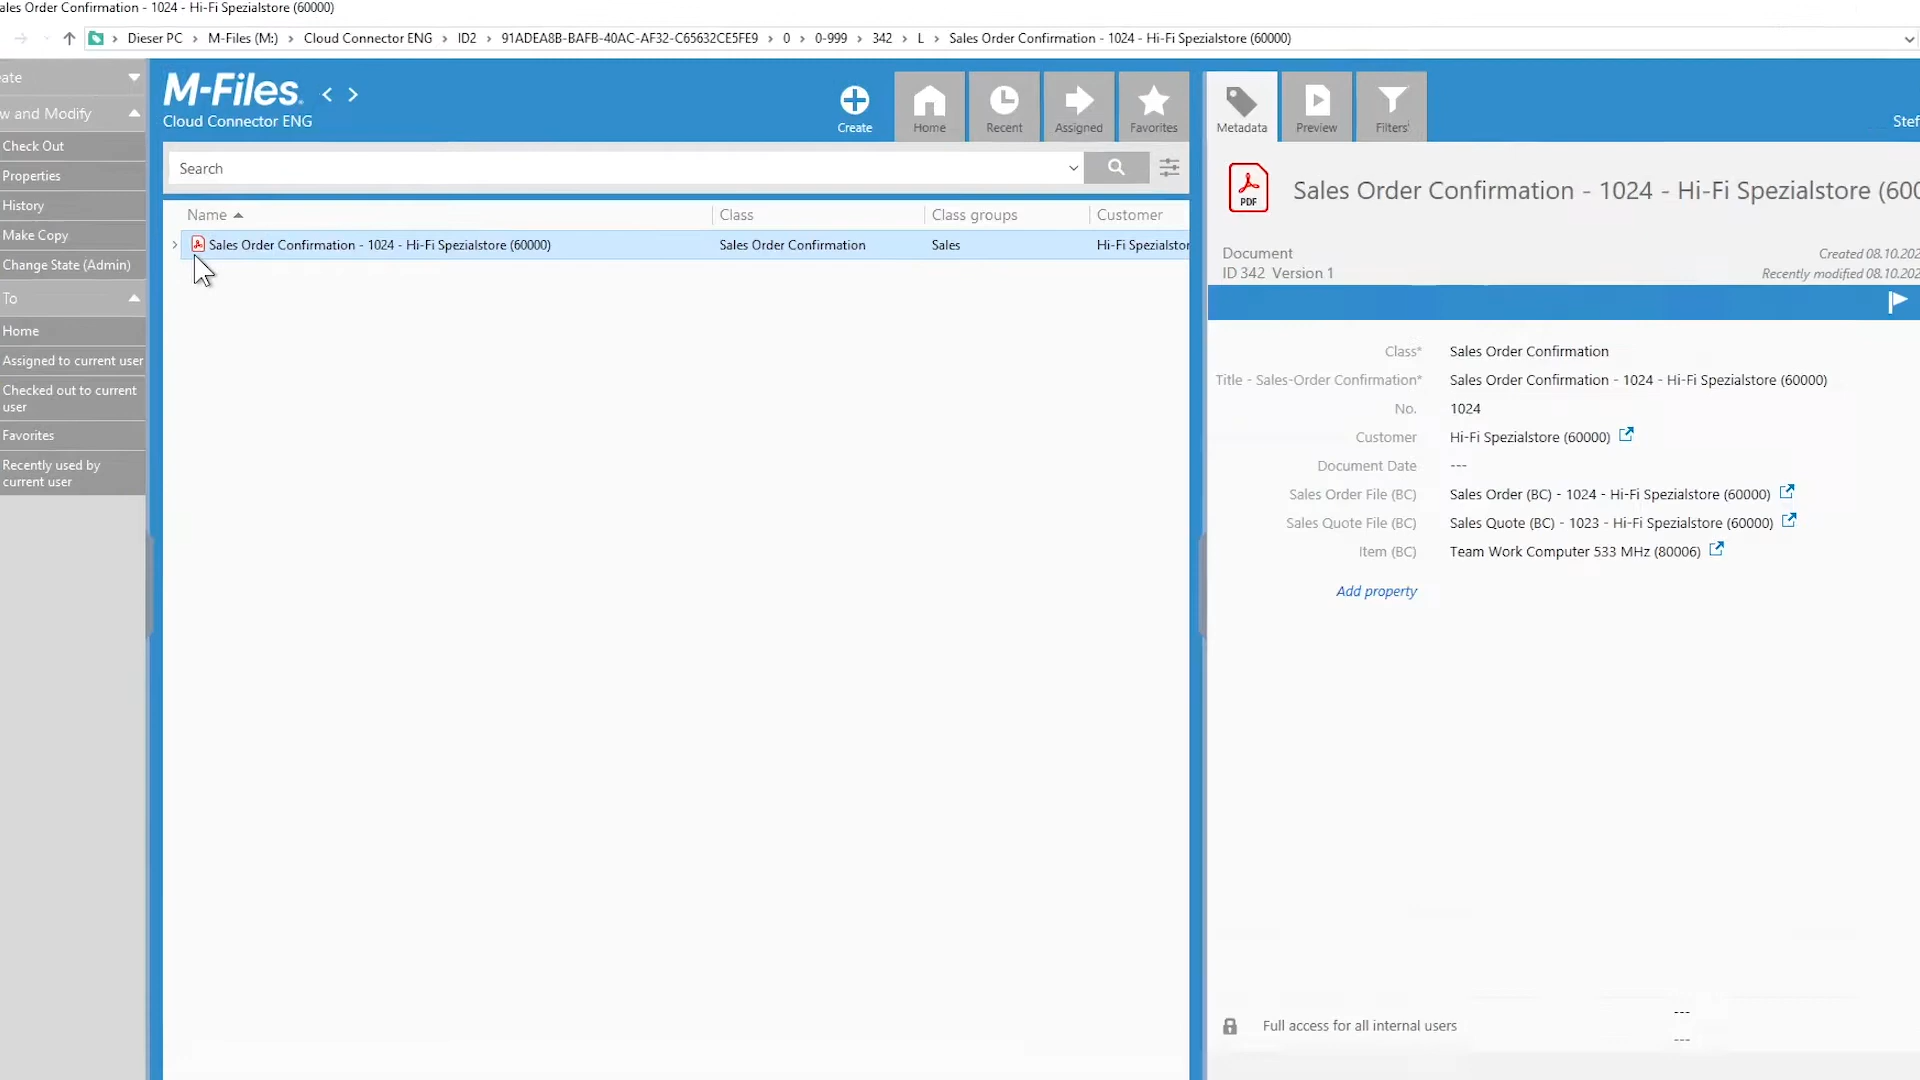 ales Order Confirmation - 1024 - Hi-Fi Spezialstore (60000)
Dieser PC > M-Files (M:) > Cloud Connector ENG > ID2 > 91ADEA8B-BAFB-40AC-AF32-C65632CE5FE9 > 0 > 0-999 > 342 > L > Sales Order Confirmation - 1024 - Hi-Fi Spezialstore (60000)
eate
w and Modify
Check Out
Properties
History
Make Copy
Change State (Admin)
To
Home
Assigned to current user
Checked out to current
user
Favorites
Recently used by
current user
M-Files
Cloud Connector ENG
Create
Home
Recent
Assigned
Favorites
Search
Name Class Class groups Customer
Sales Order Confirmation - 1024 - Hi-Fi Spezialstore (60000) Sales Order Confirmation Sales Hi-Fi Spezialstor
Metadata
Preview
Filters'
Stef
PDF
Sales Order Confirmation - 1024 - Hi-Fi Spezialstore (600
Document
ID 342 Version 1
Created 08.10.202
Recently modified 08.10.202
Class* Sales Order Confirmation
Title - Sales-Order Confirmation* Sales Order Confirmation - 1024 - Hi-Fi Spezialstore (60000)
No. 1024
Customer Hi-Fi Spezialstore (60000)
Document Date ---
Sales Order File (BC) Sales Order (BC) - 1024 - Hi-Fi Spezialstore (60000)
Sales Quote File (BC) Sales Quote (BC) - 1023 - Hi-Fi Spezialstore (60000)
Item (BC) Team Work Computer 533 MHz (80006)
Add property
Full access for all internal users
---
---